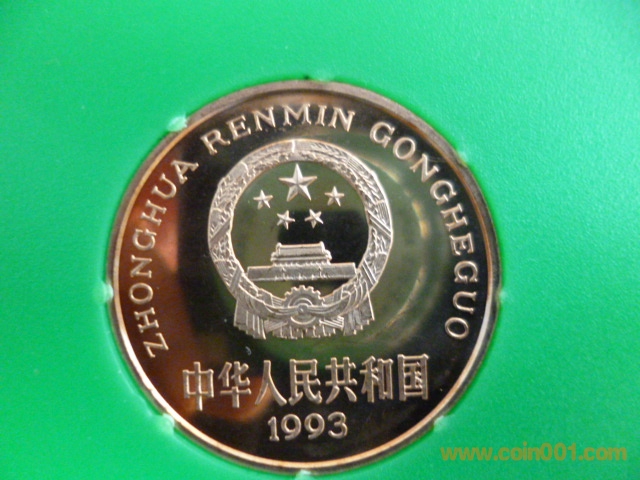 ZHONGHUA RENMIN GONGHEGUO
中华人民共和国
1993
www.coin001.com